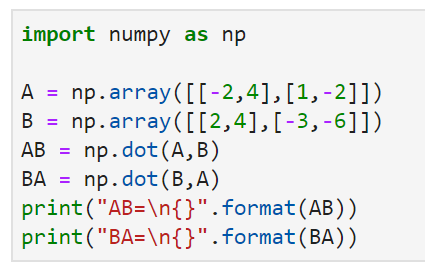 import numpy as np
A = np.array([[-2,4],[1,-2]])
B = np.array([[2,4],[-3,-6]])
AB = np.dot(A,B)
BA = np.dot(B,A)
print("AB=\n{}".format(AB))
print("BA=\n{}".format(BA))